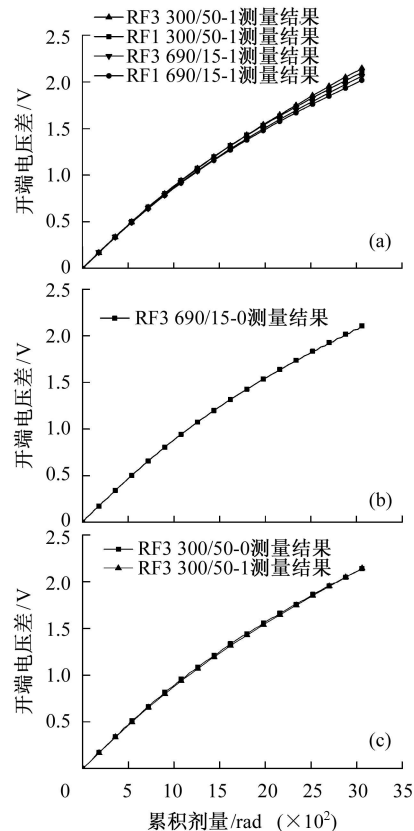 RF3 300/50-1测量结果
RF1 300/50-1测量结果
RF3 690/15-1测量结果
RF1 690/15-1测量结果
2.5
2.0
1.5
1.0
0.5
0
开端电压差/V
(a)
RF3 690/15-0测量结果
2.5
2.0
1.5
1.0
0.5
0
开端电压差/V
(b)
RF3 300/50-0测量结果
RF3 300/50-1测量结果
2.5
2.0
1.5
1.0
0.5
开端电压差/V
(c)
0 5 10 15 20 25 30 35
累积剂量/rad (×10²)